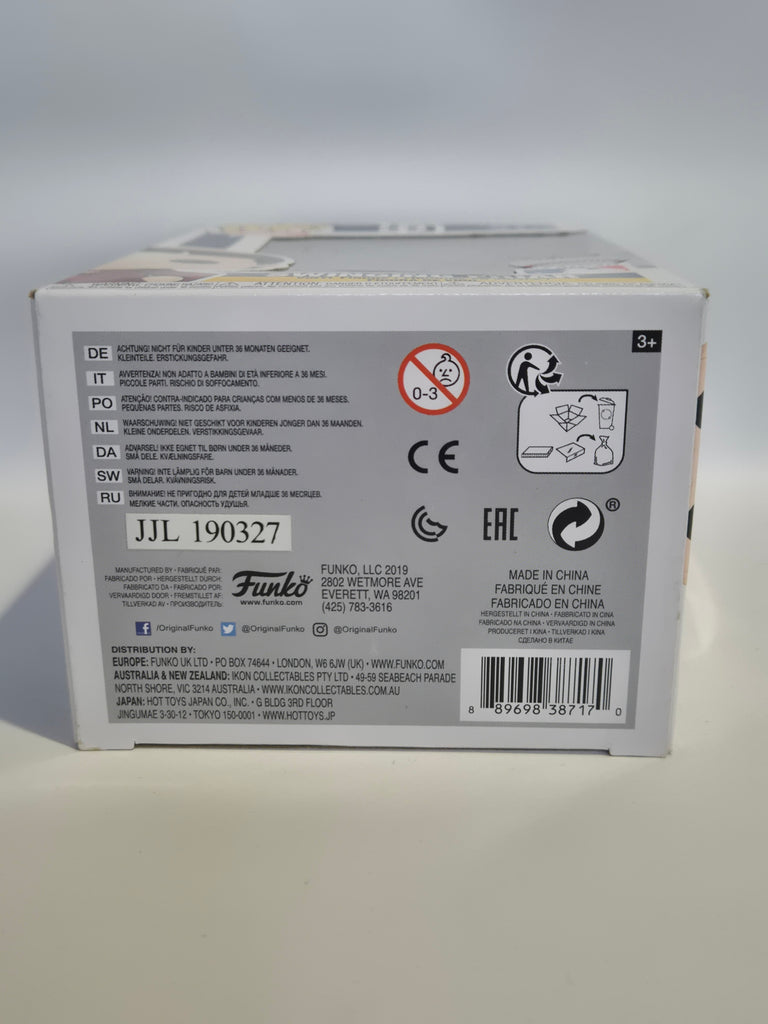 ATTENTION:
3+
DE ACHTUNG! NICHT FÜR KINDER UNTER 36 MONATEN GEEIGNET.
KLEINTEILE. ERSTICKUNGSGEFAHR.
IT AVVERTENZA! NON ADATTO A BAMBINI DI ETÀ INFERIORE A 36 MESI.
PICCOLE PARTI. RISCHIO DI SOFFOCAMENTO.
PO ATENÇÃO! CONTRA-INDICADO PARA CRIANÇAS COM MENOS DE 36 MESES.
PEQUENAS PARTES. RISCO DE ASFIXIA.
NL WAARSCHUWING! NIET GESCHIKT VOOR KINDEREN JONGER DAN 36 MAANDEN.
KLEINE ONDERDELEN. VERSTIKKINGSGEVAAR.
DA ADVARSEL! IKKE EGNET TIL BØRN UNDER 36 MÅNEDER.
SMÅ DELE. KVÆLNINGSFARE.
SW VARNING! INTE LÄMPLIG FÖR BARN UNDER 36 MÅNADER.
SMÅ DELAR. KVÄVNINGSRISK.
RU ВНИМАНИЕ! НЕ ПРИГОДНО ДЛЯ ДЕТЕЙ МЛАДШЕ 36 МЕСЯЦЕВ.
МЕЛКИЕ ЧАСТИ. ОПАСНОСТЬ УДУШЬЯ.
0-3
CE
EAC
®
JJL 190327
MANUFACTURED BY • FABRIQUÉ PAR:
FABRICADO POR • HERGESTELLT DURCH:
FABBRICATO DA • FABRICADO POR:
VERVAARDIGD DOOR • FREMSTILLET AF:
TILLVERKAD AV • ПРОИЗВОДИТЕЛЬ:
Funko
www.funko.com
FUNKO, LLC 2019
2802 WETMORE AVE
EVERETT, WA 98201
(425) 783-3616
/OriginalFunko @OriginalFunko @OriginalFunko
MADE IN CHINA
FABRIQUÉ EN CHINE
FABRICADO EN CHINA
HERGESTELLT IN CHINA • FABBRICATO IN CINA
FABRICADO NA CHINA • VERVAARDIGD IN CHINA
PRODUCERET I KINA • TILLVERKAD I KINA
СДЕЛАНО В КИТАЕ
DISTRIBUTION BY:
EUROPE: FUNKO UK LTD • PO BOX 74644 • LONDON, W6 6JW (UK) • WWW.FUNKO.COM
AUSTRALIA & NEW ZEALAND: IKON COLLECTABLES PTY LTD • 49-59 SEABEACH PARADE
NORTH SHORE, VIC 3214 AUSTRALIA • WWW.IKONCOLLECTABLES.COM.AU
JAPAN: HOT TOYS JAPAN CO., INC. • G BLDG 3RD FLOOR
JINGUMAE 3-30-12 • TOKYO 150-0001 • WWW.HOTTOYS.JP
8 89698 38717 0